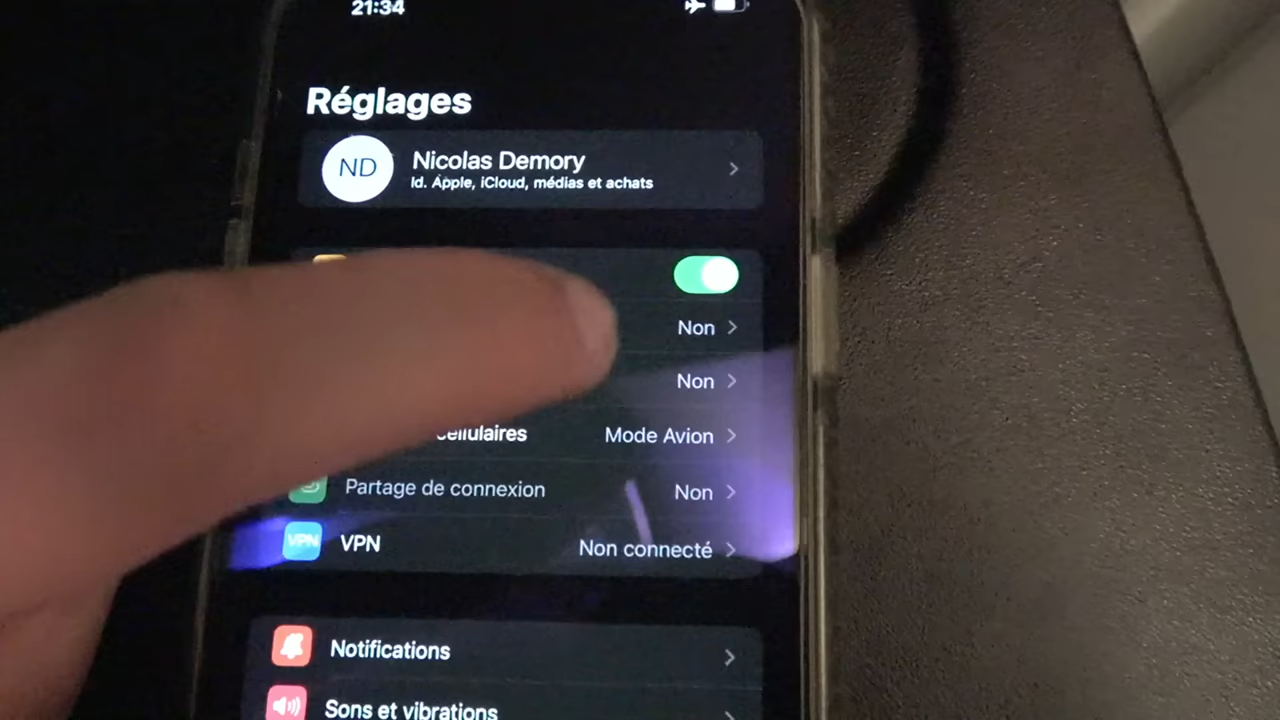 21:34
Réglages
ND
Nicolas Demory
Id. Apple, iCloud, médias et achats
Non
Non
cellulaires
Mode Avion
Partage de connexion
Non
VPN
VPN
Non connecté
Notifications
Sons et vibrations